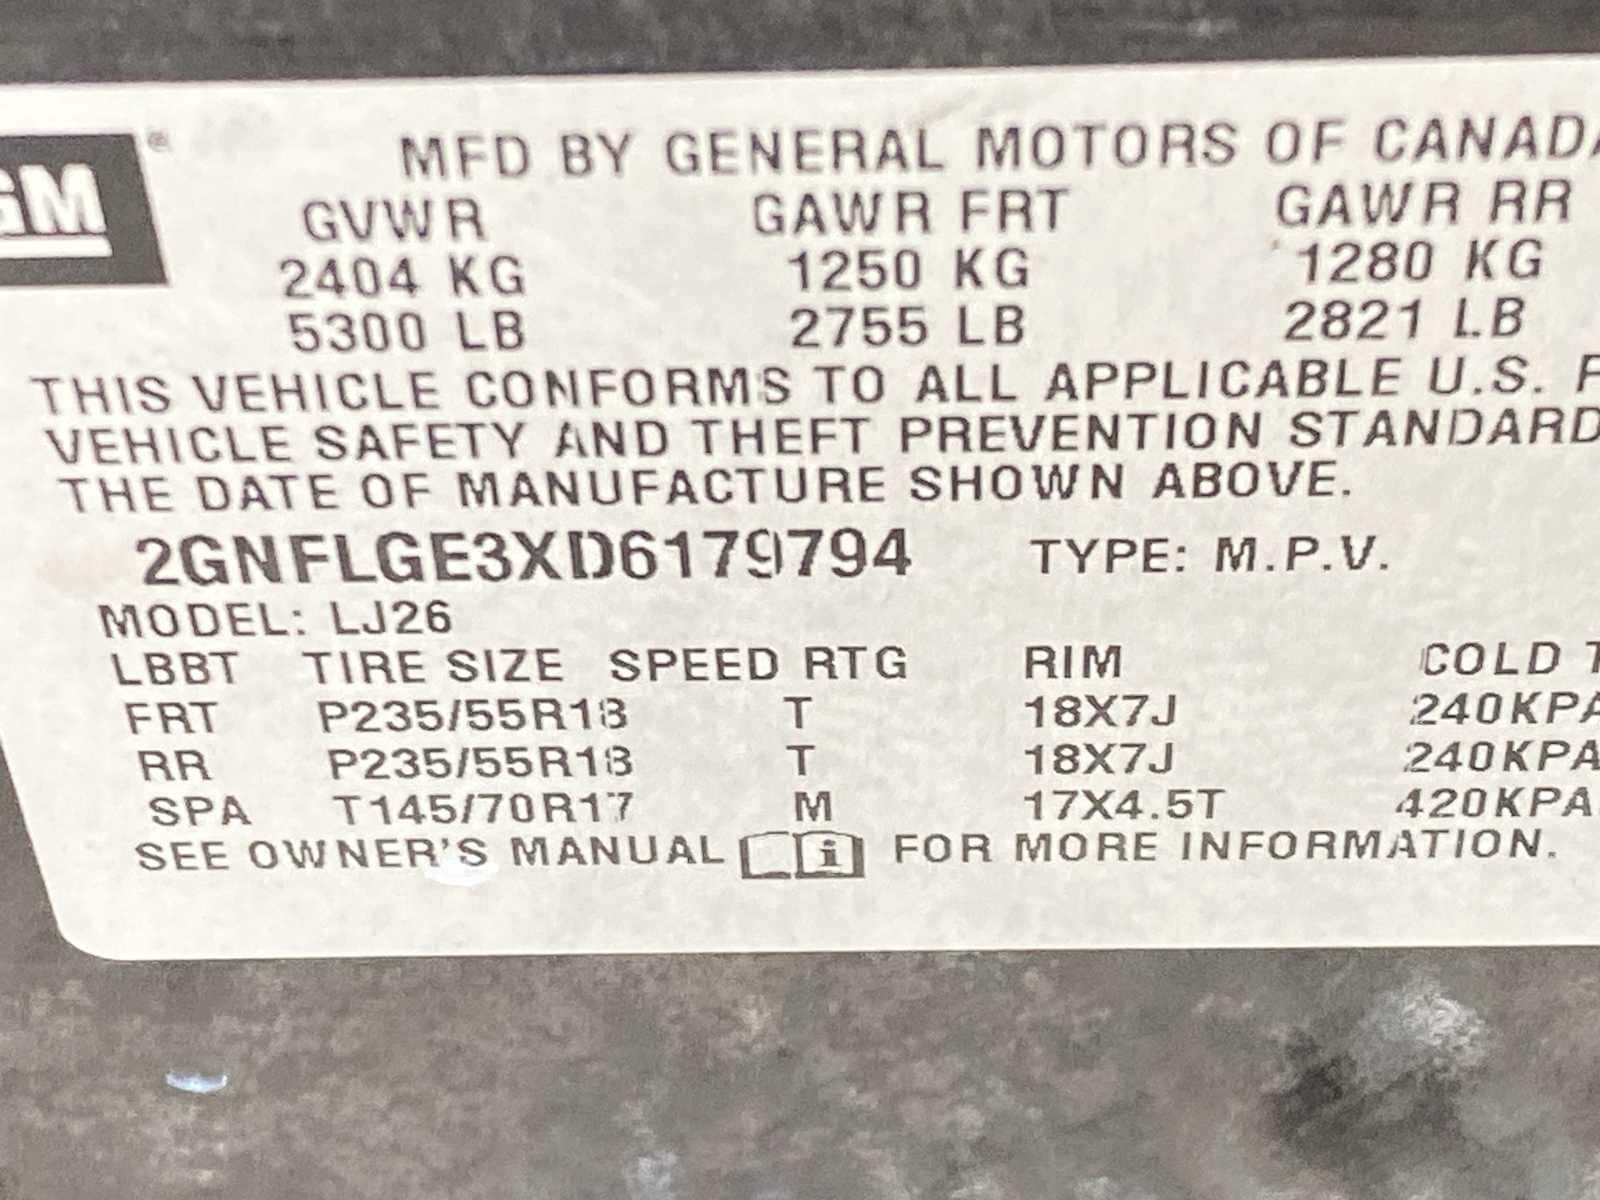 GM ® MFD BY GENERAL MOTORS OF CANADA
GVWR GAWR FRT GAWR RR
2404 KG 1250 KG 1280 KG
5300 LB 2755 LB 2821 LB
THIS VEHICLE CONFORMS TO ALL APPLICABLE U.S. F
VEHICLE SAFETY AND THEFT PREVENTION STANDARD
THE DATE OF MANUFACTURE SHOWN ABOVE.
2GNFLGE3XD6179794 TYPE: M.P.V.
MODEL: LJ26
LBBT TIRE SIZE SPEED RTG RIM COLD T
FRT P235/55R18 T 18X7J 240KPA
RR P235/55R18 T 18X7J 240KPA
SPA T145/70R17 M 17X4.5T 420KPA
SEE OWNER'S MANUAL i FOR MORE INFORMATION.